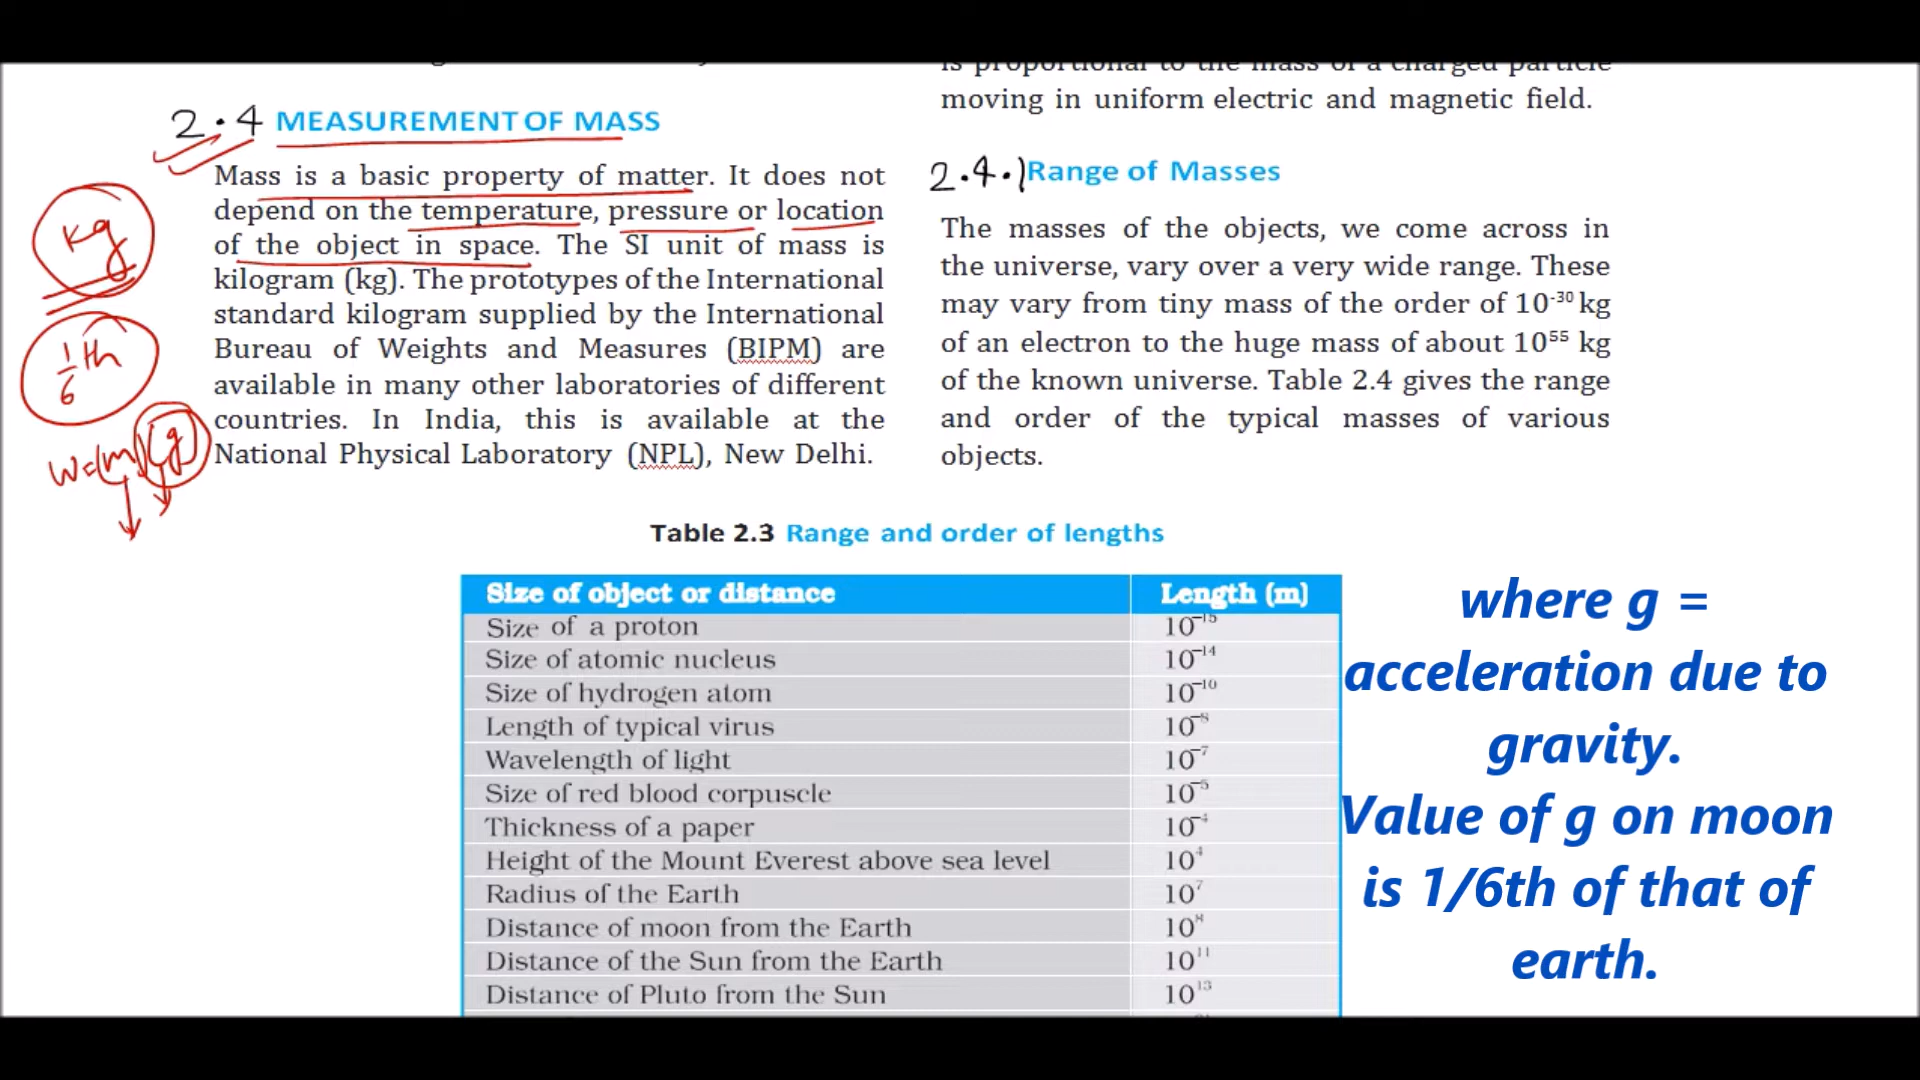 is proportional to the mass of a charged particle
moving in uniform electric and magnetic field.
2.4 MEASUREMENT OF MASS
Mass is a basic property of matter. It does not
depend on the temperature, pressure or location
of the object in space. The SI unit of mass is
kilogram (kg). The prototypes of the International
standard kilogram supplied by the International
Bureau of Weights and Measures (BIPM) are
available in many other laboratories of different
countries. In India, this is available at the
National Physical Laboratory (NPL), New Delhi.
kg
1/6 th
W=(m)(g)
2.4.1 Range of Masses
The masses of the objects, we come across in
the universe, vary over a very wide range. These
may vary from tiny mass of the order of 10⁻³⁰ kg
of an electron to the huge mass of about 10⁵⁵ kg
of the known universe. Table 2.4 gives the range
and order of the typical masses of various
objects.
Table 2.3 Range and order of lengths
Size of object or distance Length (m)
Size of a proton 10⁻¹⁵
Size of atomic nucleus 10⁻¹⁴
Size of hydrogen atom 10⁻¹⁰
Length of typical virus 10⁻⁸
Wavelength of light 10⁻⁷
Size of red blood corpuscle 10⁻⁵
Thickness of a paper 10⁻⁴
Height of the Mount Everest above sea level 10⁴
Radius of the Earth 10⁷
Distance of moon from the Earth 10⁸
Distance of the Sun from the Earth 10¹¹
Distance of Pluto from the Sun 10¹³
where g =
acceleration due to
gravity.
Value of g on moon
is 1/6th of that of
earth.